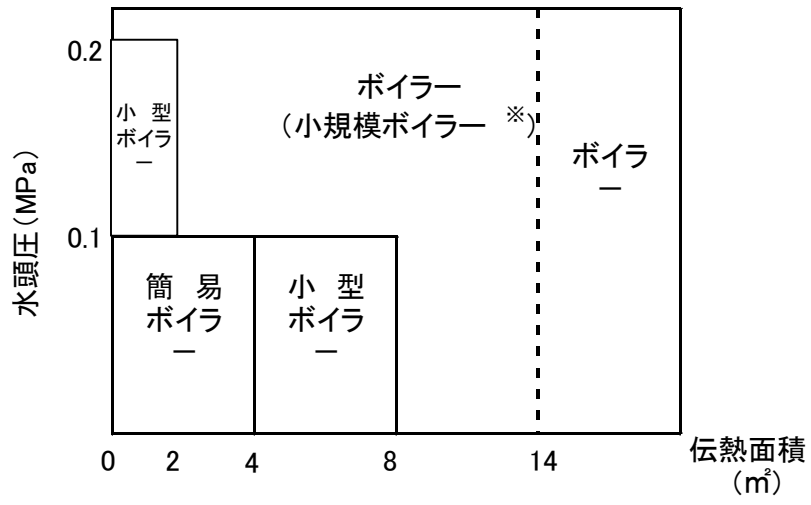 0.2
小 型
ボイラ
ー
ボイラー
(小規模ボイラー ※)
ボイラ
ー
水頭圧(MPa)
0.1
簡 易
ボイラ
ー
小 型
ボイラ
ー
0 2 4 8 14
伝熱面積
(㎡)